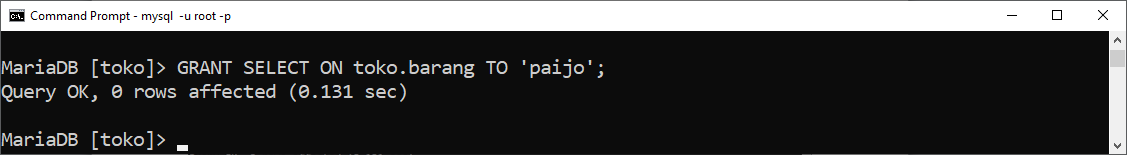 Command Prompt - mysql  -u root -p
MariaDB [toko]> GRANT SELECT ON toko.barang TO 'paijo';
Query OK, 0 rows affected (0.131 sec)
MariaDB [toko]>